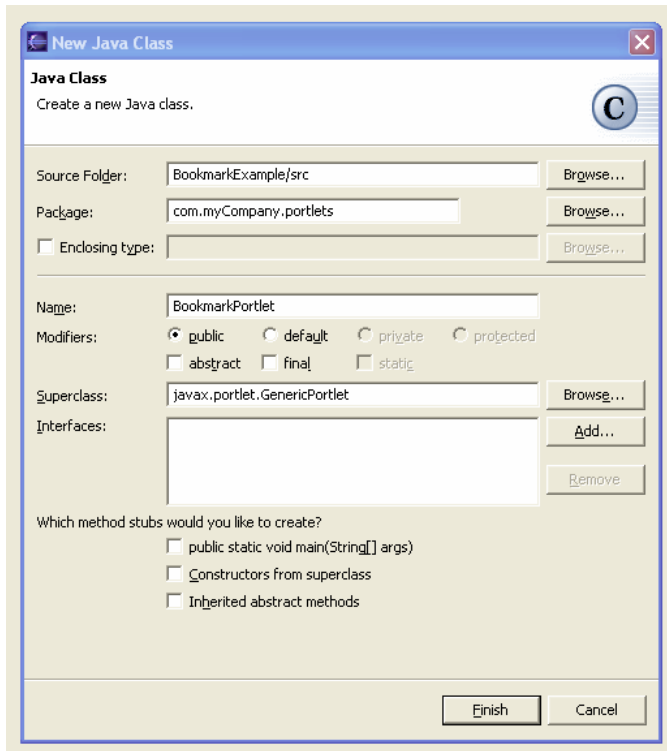 New Java Class
Java Class
Create a new Java class.
C
Source Folder: BookmarkExample/src Browse...
Package: com.myCompany.portlets Browse...
Enclosing type: Browse...
Name: BookmarkPortlet
Modifiers: public default private protected
abstract final static
Superclass: javax.portlet.GenericPortlet Browse...
Interfaces: Add...
Remove
Which method stubs would you like to create?
public static void main(String[] args)
Constructors from superclass
Inherited abstract methods
Finish Cancel